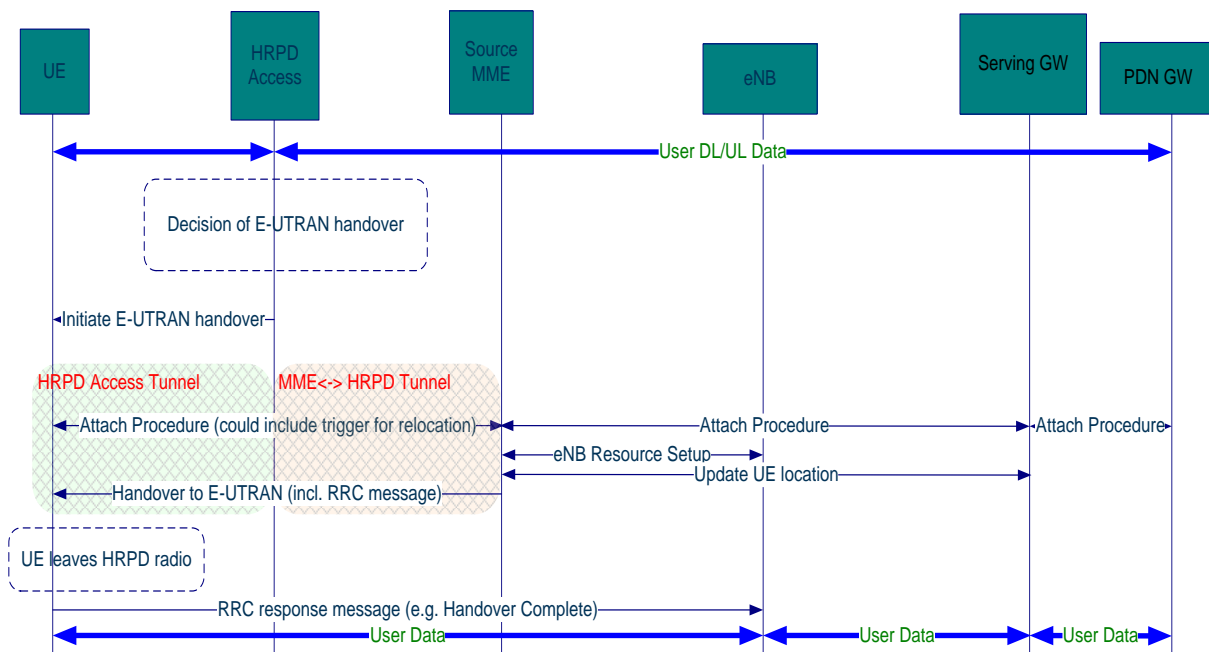 UE
HRPD
Access
Source
MME
eNB
Serving GW
PDN GW
User DL/UL Data
Decision of E-UTRAN handover
Initiate E-UTRAN handover
HRPD Access Tunnel
MME<-> HRPD Tunnel
Attach Procedure (could include trigger for relocation)
Attach Procedure
Attach Procedure
eNB Resource Setup
Update UE location
Handover to E-UTRAN (incl. RRC message)
UE leaves HRPD radio
RRC response message (e.g. Handover Complete)
User Data
User Data
User Data